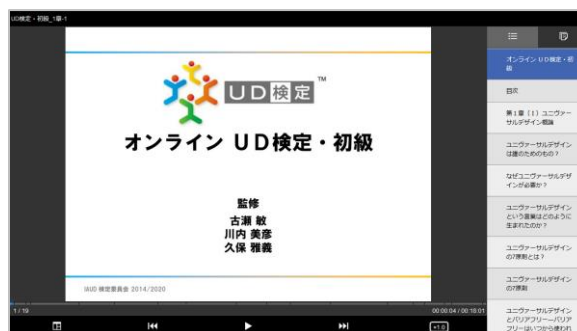 UD検定・初級_1章-1
UD検定™
オンライン UD検定・初級
監修
古瀬 敏
川内 美彦
久保 雅義
IAUD 検定委員会 2014/2020
1 / 19
00:00:04 / 00:18:01
×1.0
オンライン UD検定・初
級
目次
第1章（1）ユニヴァー
サルデザイン概論
ユニヴァーサルデザイン
は誰のためのもの？
なぜユニヴァーサルデザ
インが必要か？
ユニヴァーサルデザイン
という言葉はどのように
生まれたのか？
ユニヴァーサルデザイン
の7原則とは？
ユニヴァーサルデザイン
の7原則
ユニヴァーサルデザイン
とバリアフリー―バリア
フリーはいつから使われ